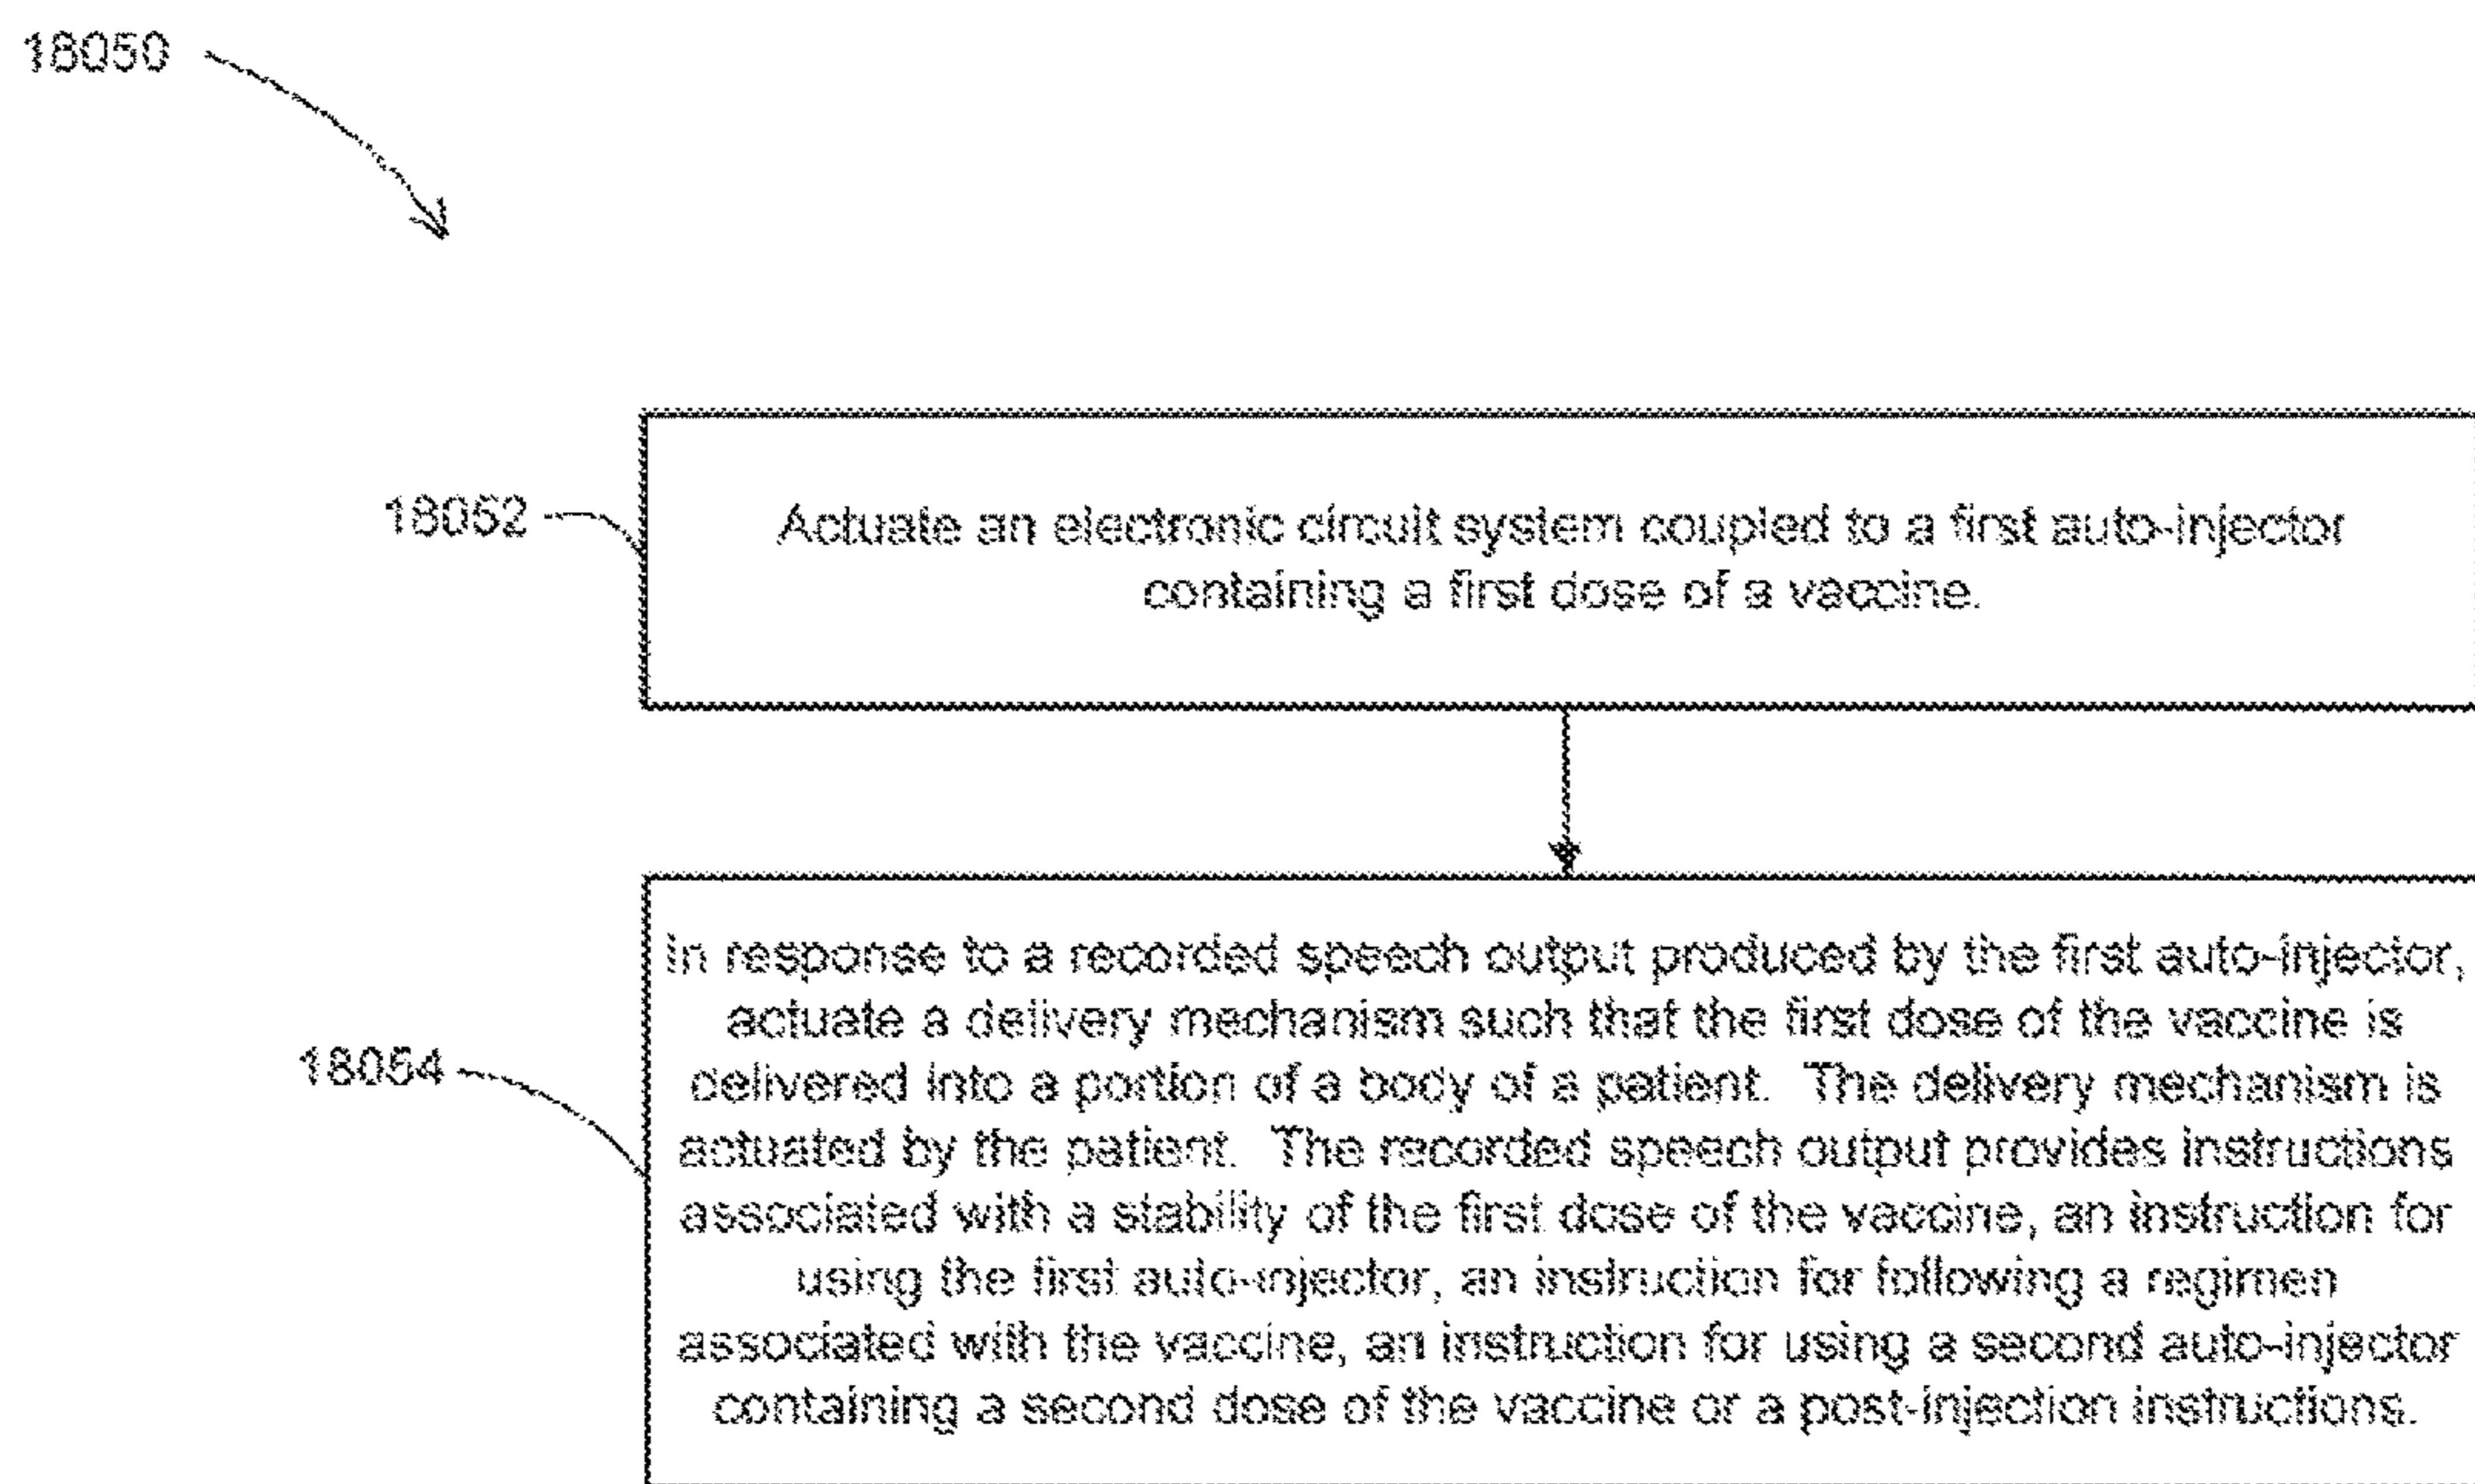 18050
18052
Actuate an electronic circuit system coupled to a first auto-injector
containing a first dose of a vaccine.
In response to a recorded speech output produced by the first auto-injector,
actuate a delivery mechanism such that the first dose of the vaccine is
delivered into a portion of a body of a patient.  The delivery mechanism is
actuated by the patient.  The recorded speech output provides instructions
18054
associated with a stability of the first dose of the vaccine, an instruction for
using the first auto-injector, an instruction for following a regimen
associated with the vaccine, an instruction for using a second auto-injector
containing a second dose of the vaccine or a post-injection instructions.